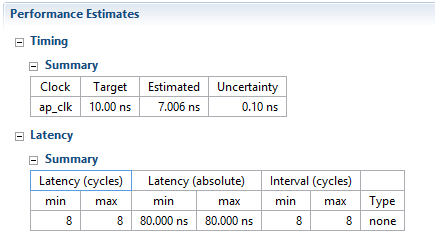 Performance Estimates
Timing
Summary
Clock Target Estimated Uncertainty
ap_clk 10.00 ns 7.006 ns 0.10 ns
Latency
Summary
Latency (cycles) Latency (absolute) Interval (cycles)
min max min max min max Type
8 8 80.000 ns 80.000 ns 8 8 none